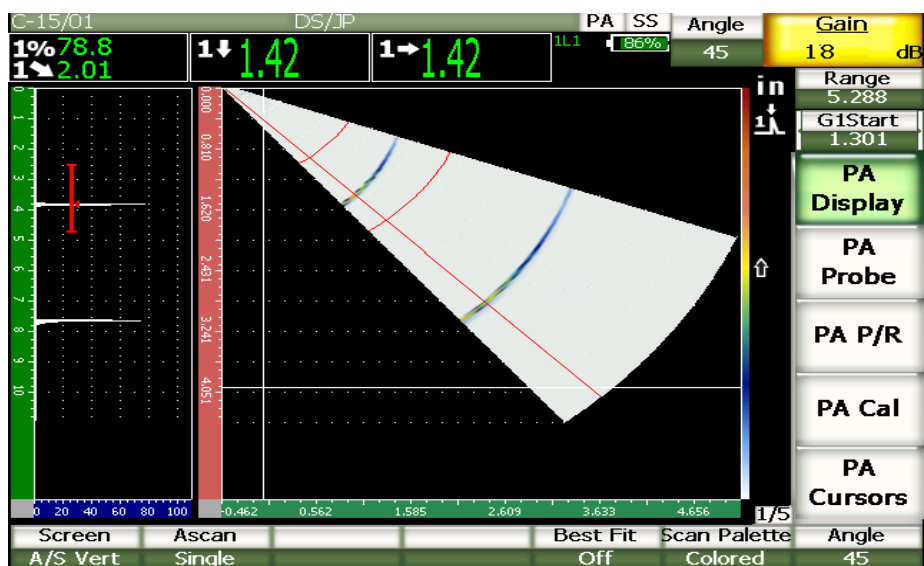 C-15/01 DS/JP PA SS Angle Gain
1% 78.8 1 1.42 1 1.42 1L1 86% 45 18 dB
1 2.01
in Range
5.288
1 G1Start
1.301
PA
Display
PA
Probe
PA P/R
PA Cal
PA
Cursors
0 1 2 3 4 5 6 7 8 9 10
0.000 0.810 1.620 2.431 3.241 4.051
0 20 40 60 80 100 -0.462 0.562 1.585 2.609 3.633 4.656 1/5
Screen Ascan Best Fit Scan Palette Angle
A/S Vert Single Off Colored 45